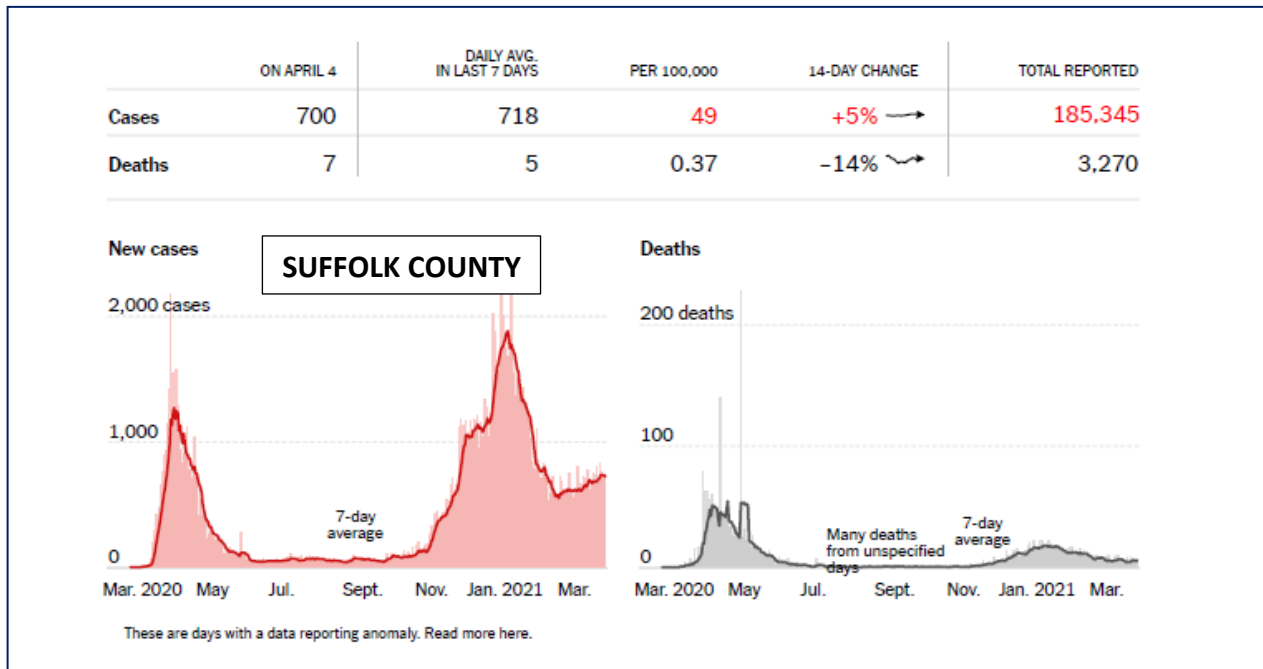 ON APRIL 4
DAILY AVG.
IN LAST 7 DAYS
PER 100,000
14-DAY CHANGE
TOTAL REPORTED
Cases 700 718 49 +5% 185,345
Deaths 7 5 0.37 –14% 3,270
New cases
SUFFOLK COUNTY
2,000 cases
1,000
7-day
average
0
Mar. 2020 May Jul. Sept. Nov. Jan. 2021 Mar.
Deaths
200 deaths
100
Many deaths
from unspecified
days
7-day
average
0
Mar. 2020 May Jul. Sept. Nov. Jan. 2021 Mar.
These are days with a data reporting anomaly. Read more here.